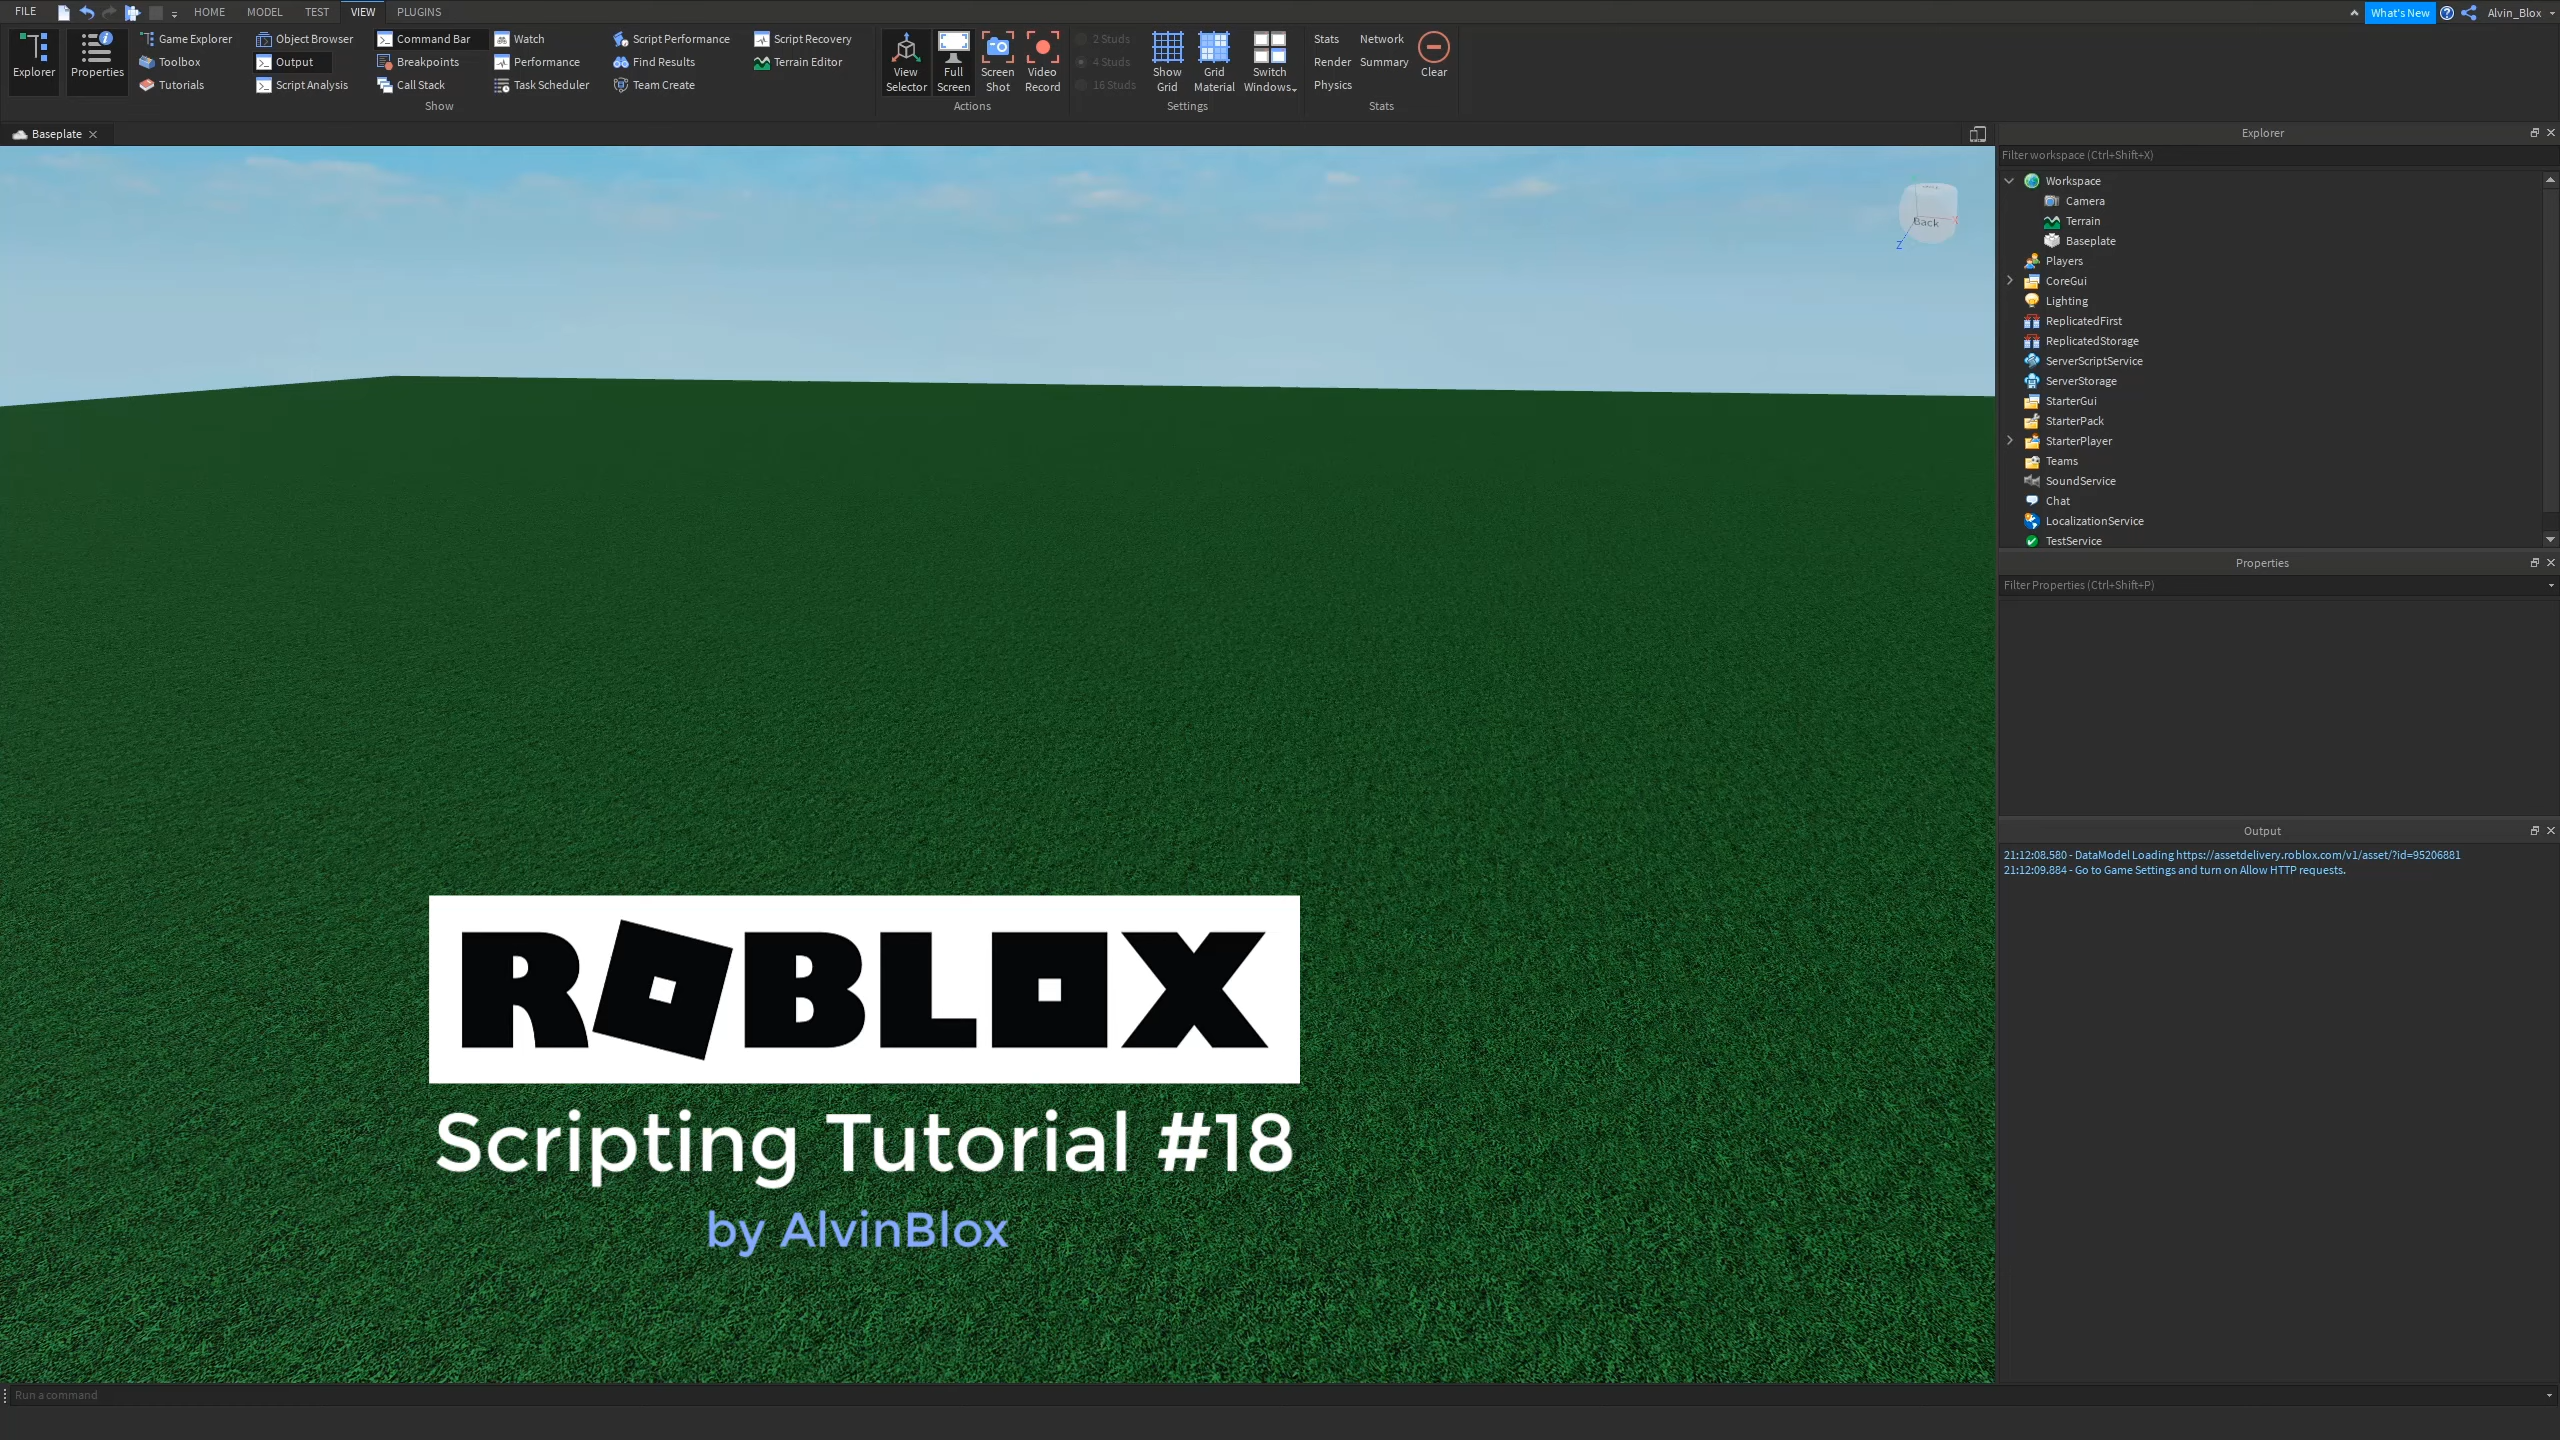 FILE
HOME
MODEL
TEST
VIEW
PLUGINS
What's New
Alvin_Blox
Explorer
Properties
Game Explorer
Toolbox
Tutorials
Object Browser
Output
Script Analysis
Command Bar
Breakpoints
Call Stack
Watch
Performance
Task Scheduler
Script Performance
Find Results
Team Create
Script Recovery
Terrain Editor
Show
View
Selector
Full
Screen
Screen
Shot
Video
Record
Actions
2 Studs
4 Studs
16 Studs
Show
Grid
Grid
Material
Switch
Windows
Settings
Stats
Network
Render
Summary
Physics
Clear
Stats
Baseplate
Back
X
Z
Explorer
Filter workspace (Ctrl+Shift+X)
Workspace
Camera
Terrain
Baseplate
Players
CoreGui
Lighting
ReplicatedFirst
ReplicatedStorage
ServerScriptService
ServerStorage
StarterGui
StarterPack
StarterPlayer
Teams
SoundService
Chat
LocalizationService
TestService
Properties
Filter Properties (Ctrl+Shift+P)
Output
21:12:08.580 - DataModel Loading https://assetdelivery.roblox.com/v1/asset/?id=95206881
21:12:09.884 - Go to Game Settings and turn on Allow HTTP requests.
ROBLOX
Scripting Tutorial #18
by AlvinBlox
Run a command